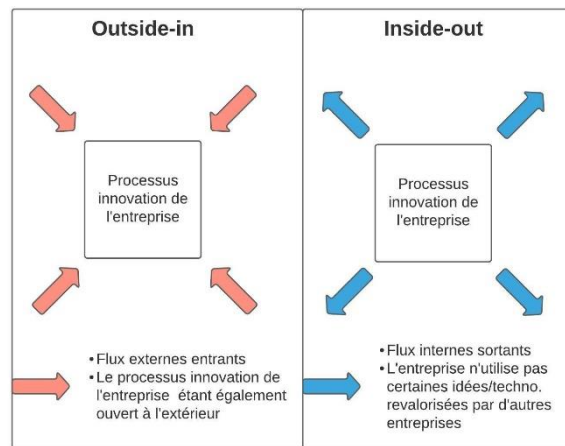 Outside-in
Processus
innovation de
l'entreprise
•Flux externes entrants
•Le processus innovation de
l'entreprise étant également
ouvert à l'extérieur
Inside-out
Processus
innovation de
l'entreprise
•Flux internes sortants
•L'entreprise n'utilise pas
certaines idées/techno.
revalorisées par d'autres
entreprises